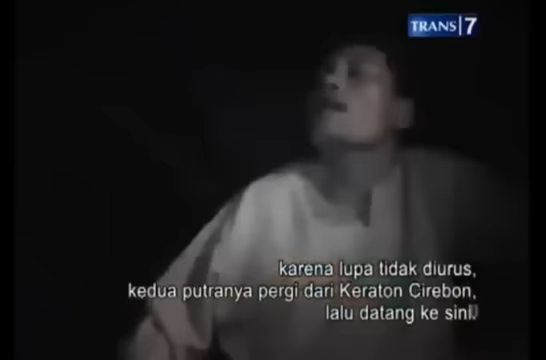 TRANS|7
karena lupa tidak diurus,
kedua putranya pergi dari Keraton Cirebon,
lalu datang ke sini.